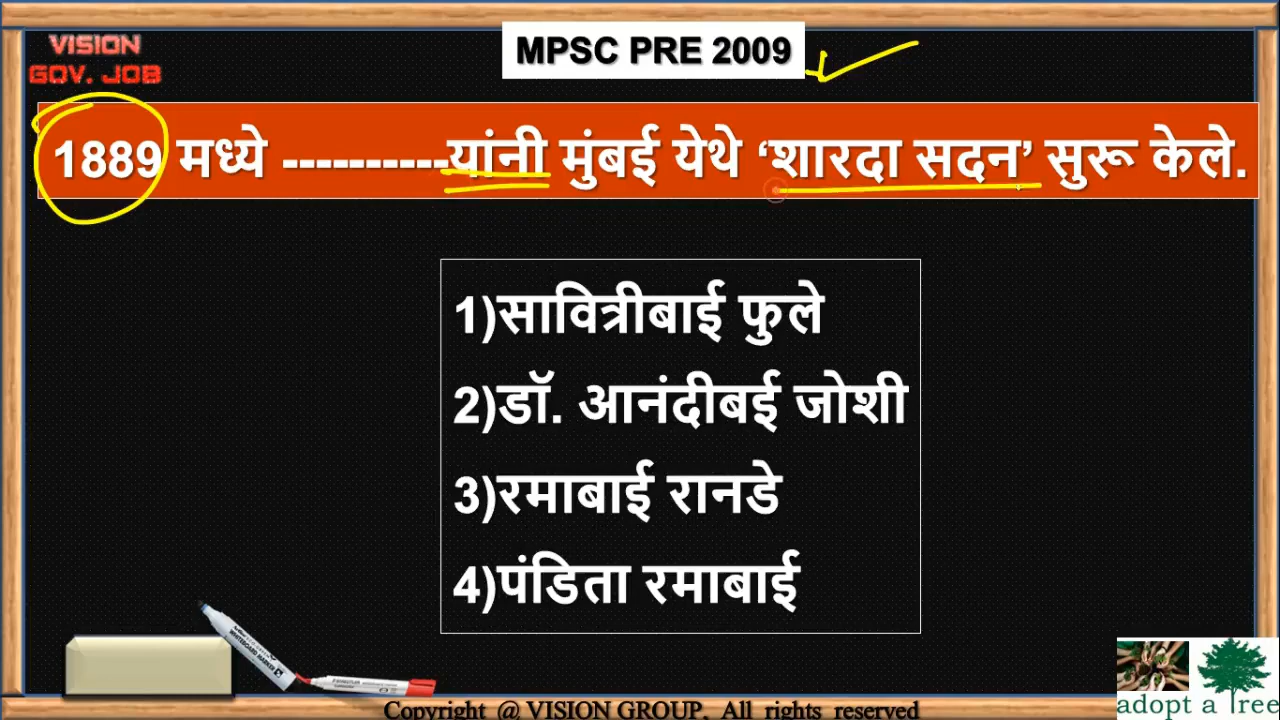 VISION
GOV. JOB
MPSC PRE 2009
1889 मध्ये ----------यांनी मुंबई येथे ‘शारदा सदन’ सुरू केले.
1)सावित्रीबाई फुले
2)डॉ. आनंदीबई जोशी
3)रमाबाई रानडे
4)पंडिता रमाबाई
adopt a Tree
Copyright @ VISION GROUP, All rights reserved